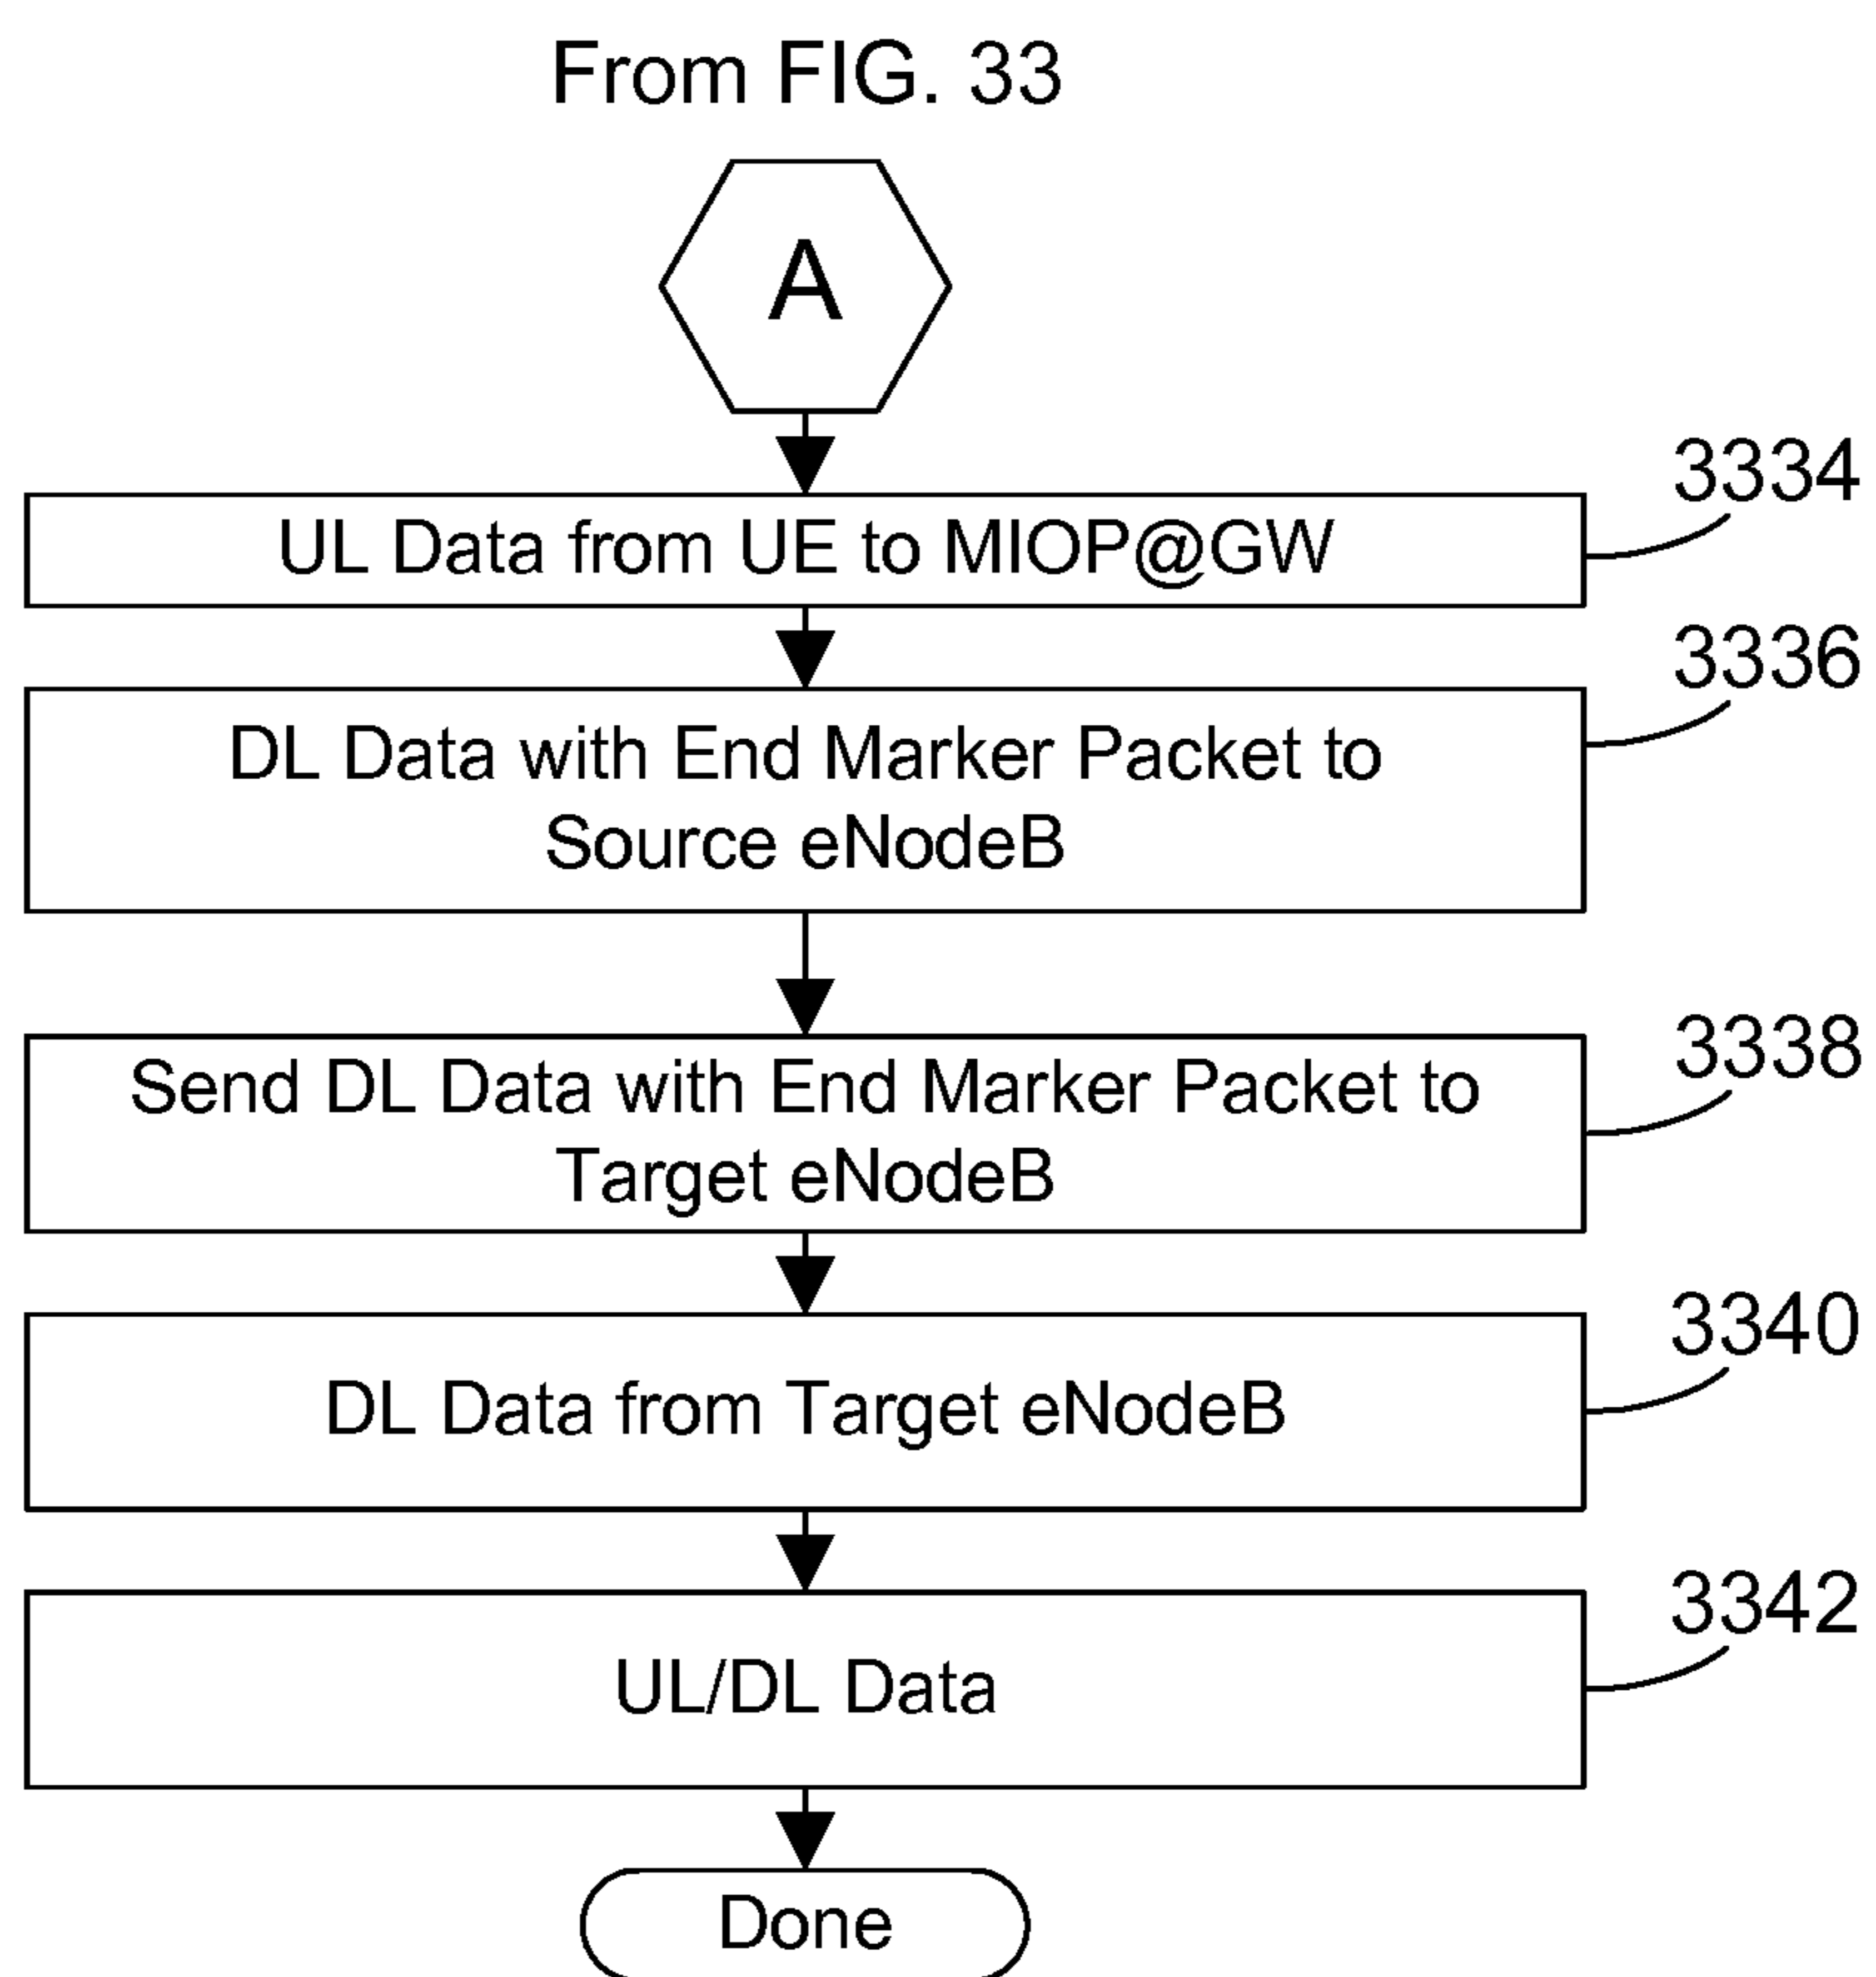 From FIG. 33
A
3334
UL Data from UE to MIOP@GW
3336
DL Data with End Marker Packet to
Source eNodeB
3338
Send DL Data with End Marker Packet to
Target eNodeB
3340
DL Data from Target eNodeB
3342
UL/DL Data
Done